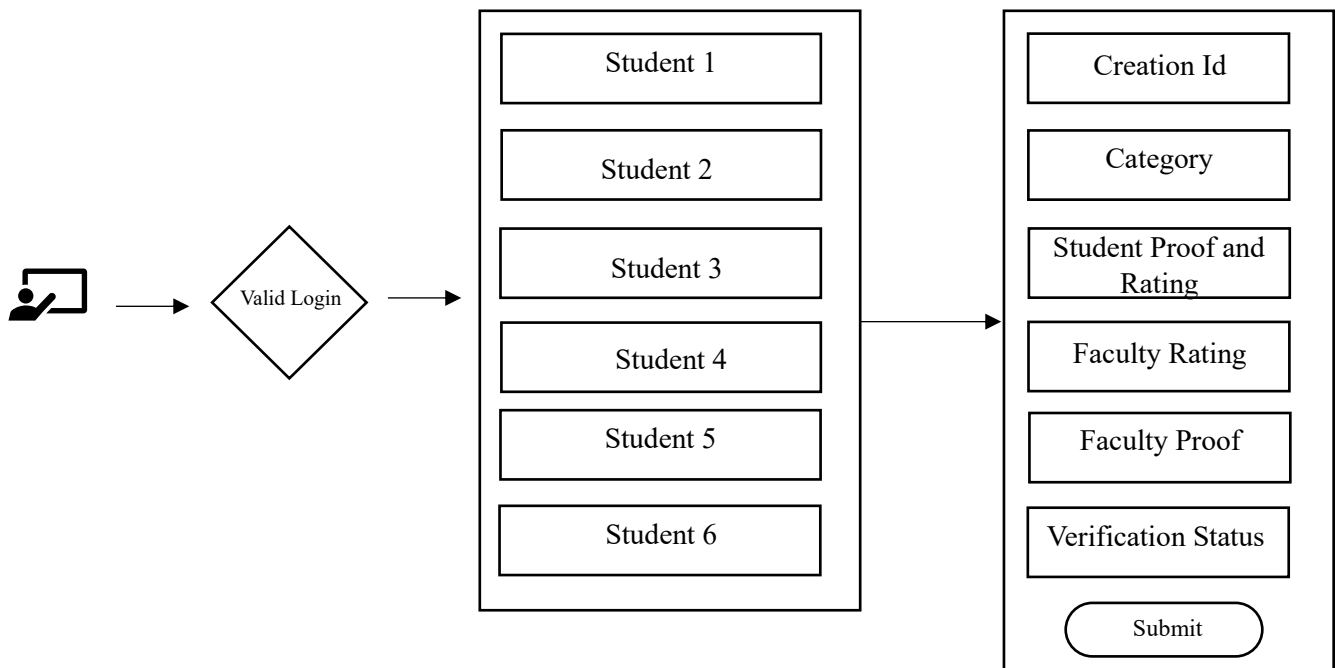 Valid Login
Student 1
Student 2
Student 3
Student 4
Student 5
Student 6
Creation Id
Category
Student Proof and
Rating
Faculty Rating
Faculty Proof
Verification Status
Submit